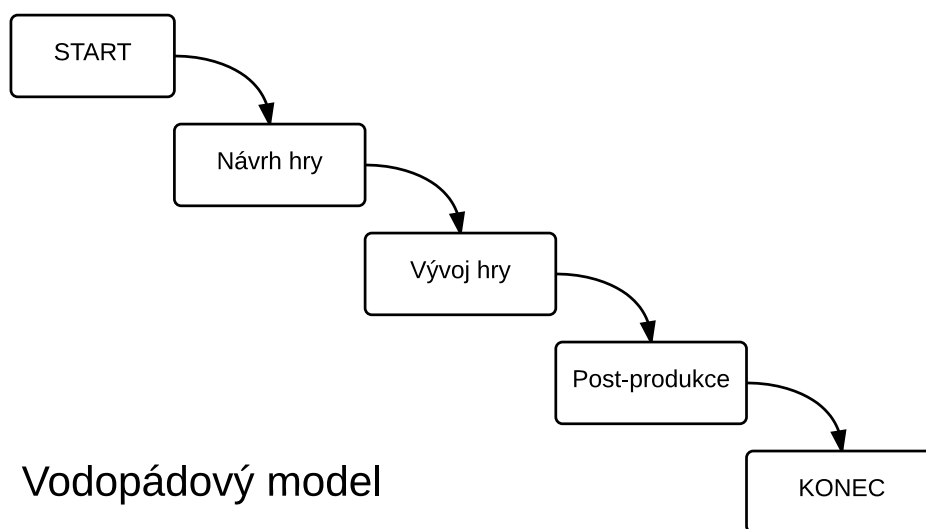 START
Návrh hry
Vývoj hry
Post-produkce
Vodopádový model
KONEC